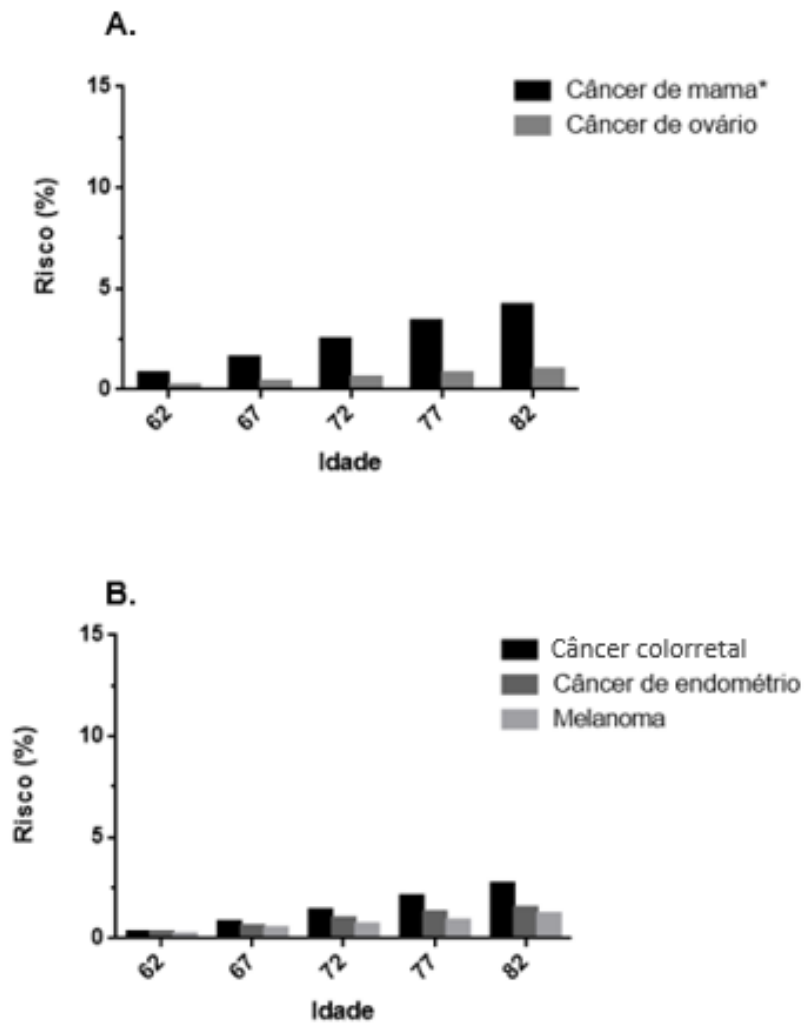 A.
15
10
5
0
Risco (%)
Câncer de mama*
Câncer de ovário
62 67 72 77 82
Idade
B.
15
10
5
0
Risco (%)
Câncer colorretal
Câncer de endométrio
Melanoma
62 67 72 77 82
Idade